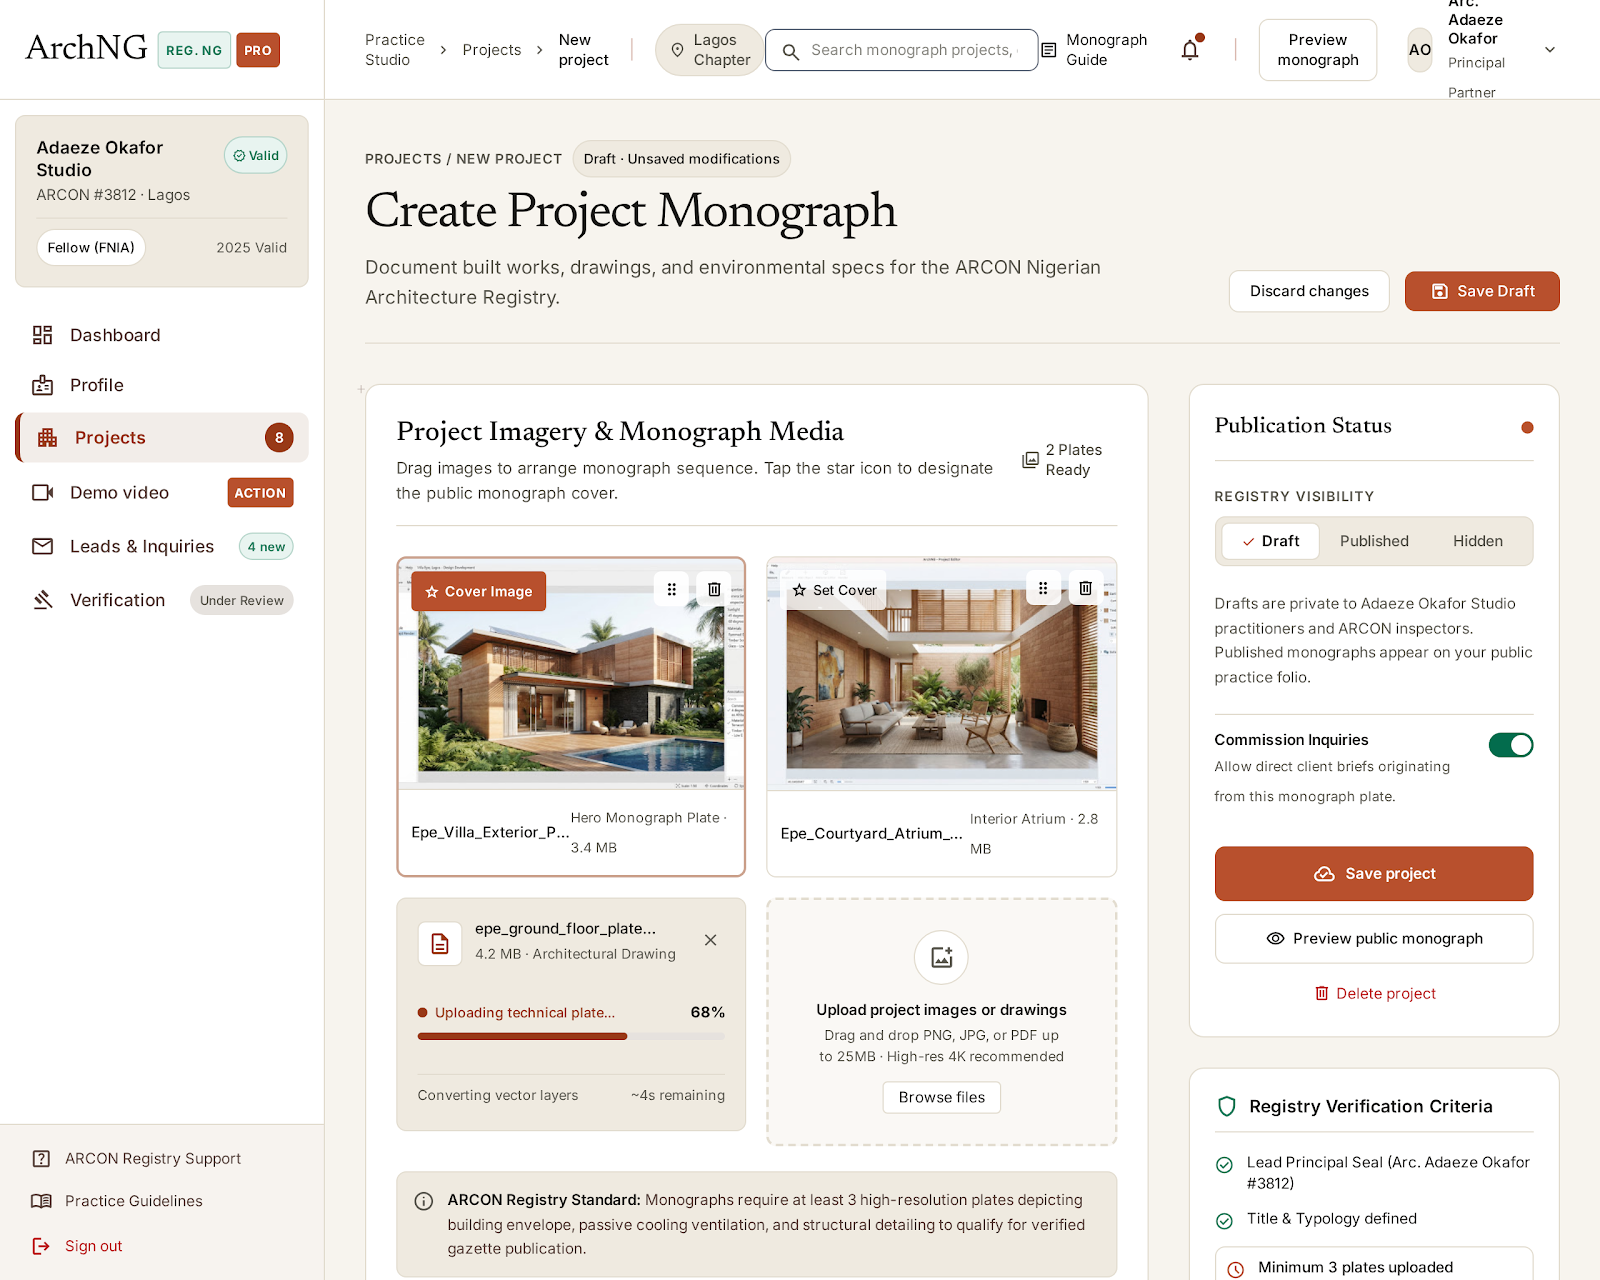 ArchNG
REG. NG
PRO
Practice
Studio
Projects
New
project
Lagos
Chapter
Search monograph projects,
Monograph
Guide
Preview
monograph
AO
Arc.
Adaeze
Okafor
Principal
Partner
Adaeze Okafor
Studio
Valid
ARCON #3812 · Lagos
Fellow (FNIA)
2025 Valid
Dashboard
Profile
Projects
8
Demo video
ACTION
Leads & Inquiries
4 new
Verification
Under Review
ARCON Registry Support
Practice Guidelines
Sign out
PROJECTS / NEW PROJECT
Draft · Unsaved modifications
Create Project Monograph
Document built works, drawings, and environmental specs for the ARCON Nigerian
Architecture Registry.
Discard changes
Save Draft
Project Imagery & Monograph Media
Drag images to arrange monograph sequence. Tap the star icon to designate
the public monograph cover.
2 Plates
Ready
Cover Image
Epe_Villa_Exterior_P...
Hero Monograph Plate ·
3.4 MB
Set Cover
Epe_Courtyard_Atrium_...
Interior Atrium · 2.8
MB
epe_ground_floor_plate...
4.2 MB · Architectural Drawing
Uploading technical plate...
68%
Converting vector layers
~4s remaining
Upload project images or drawings
Drag and drop PNG, JPG, or PDF up
to 25MB · High-res 4K recommended
Browse files
ARCON Registry Standard: Monographs require at least 3 high-resolution plates depicting
building envelope, passive cooling ventilation, and structural detailing to qualify for verified
gazette publication.
Publication Status
REGISTRY VISIBILITY
Draft
Published
Hidden
Drafts are private to Adaeze Okafor Studio
practitioners and ARCON inspectors.
Published monographs appear on your public
practice folio.
Commission Inquiries
Allow direct client briefs originating
from this monograph plate.
Save project
Preview public monograph
Delete project
Registry Verification Criteria
Lead Principal Seal (Arc. Adaeze Okafor
#3812)
Title & Typology defined
Minimum 3 plates uploaded